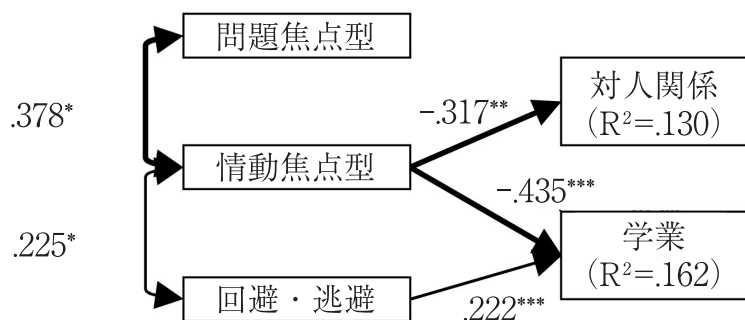 問題焦点型
.378*
情動焦点型
.225*
回避・逃避
-.317**
対人関係
(R²=.130)
-.435***
学業
(R²=.162)
.222***